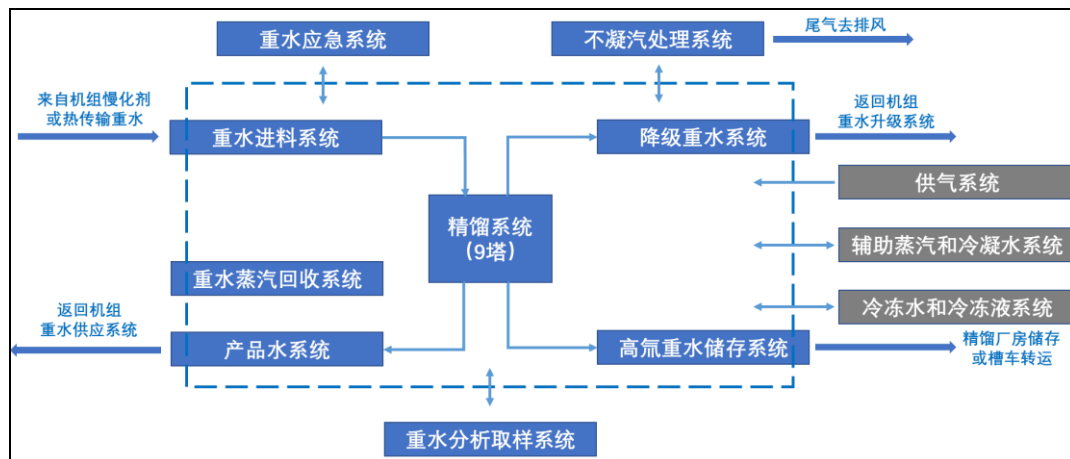 重水应急系统
不凝汽处理系统
尾气去排风
来自机组慢化剂
或热传输重水
返回机组
重水升级系统
重水进料系统
降级重水系统
供气系统
精馏系统
（9塔）
辅助蒸汽和冷凝水系统
重水蒸汽回收系统
冷冻水和冷冻液系统
返回机组
重水供应系统
产品水系统
高氚重水储存系统
精馏厂房储存
或槽车转运
重水分析取样系统